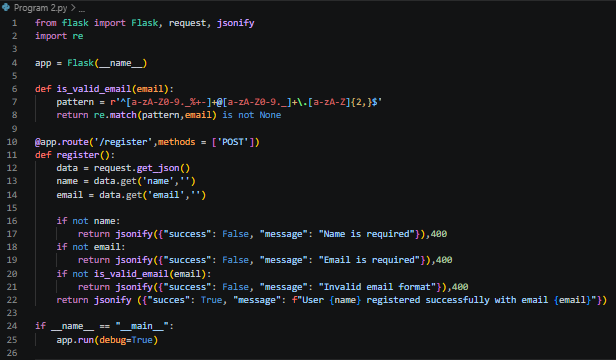 Program 2.py > ...
1 from flask import Flask, request, jsonify
2 import re
3
4 app = Flask(__name__)
5
6 def is_valid_email(email):
7     pattern = r'^[a-zA-Z0-9._%+-]+@[a-zA-Z0-9._]+\.[a-zA-Z]{2,}$'
8     return re.match(pattern,email) is not None
9
10 @app.route('/register',methods = ['POST'])
11 def register():
12     data = request.get_json()
13     name = data.get('name','')
14     email = data.get('email','')
15
16     if not name:
17         return jsonify({"success": False, "message": "Name is required"}),400
18     if not email:
19         return jsonify({"success": False, "message": "Email is required"}),400
20     if not is_valid_email(email):
21         return jsonify({"success": False, "message": "Invalid email format"}),400
22     return jsonify ({"succes": True, "message": f"User {name} registered successfully with email {email}"})
23
24 if __name__ == "__main__":
25     app.run(debug=True)
26